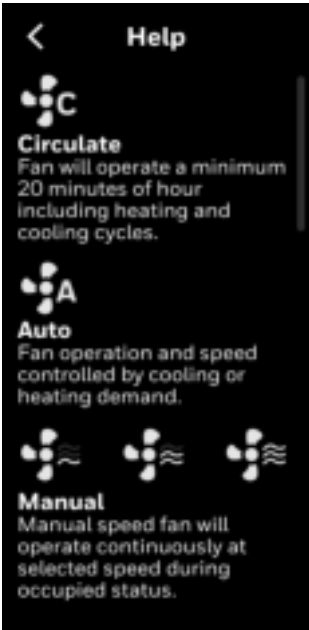 Help
C
Circulate
Fan will operate a minimum
20 minutes of hour
including heating and
cooling cycles.
A
Auto
Fan operation and speed
controlled by cooling or
heating demand.
Manual
Manual speed fan will
operate continuously at
selected speed during
occupied status.